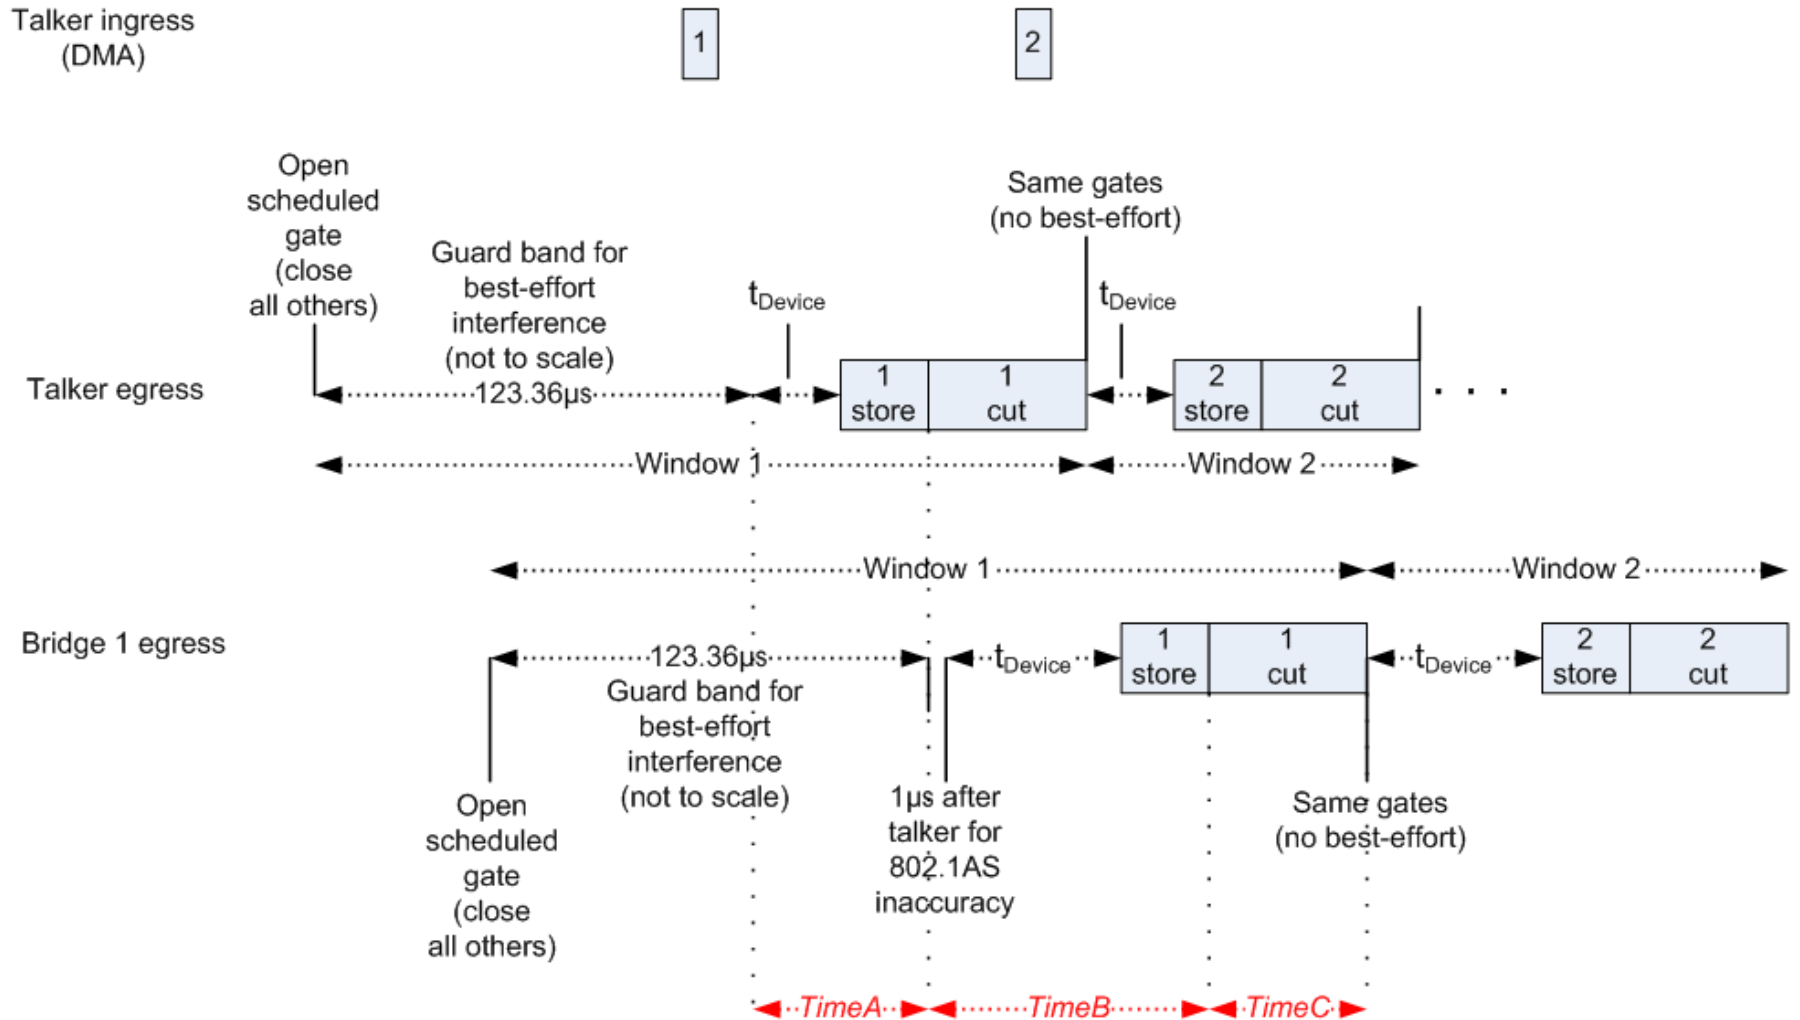 Talker ingress
(DMA)
1
2
Open
scheduled
gate
(close
all others)
Guard band for
best-effort
interference
(not to scale)
123.36µs
tDevice
Same gates
(no best-effort)
tDevice
Talker egress
1
store
1
cut
2
store
2
cut
. . .
Window 1
Window 2
Window 1
Window 2
Bridge 1 egress
123.36µs
Guard band for
best-effort
interference
(not to scale)
tDevice
1
store
1
cut
tDevice
2
store
2
cut
Open
scheduled
gate
(close
all others)
1µs after
talker for
802.1AS
inaccuracy
Same gates
(no best-effort)
TimeA
TimeB
TimeC